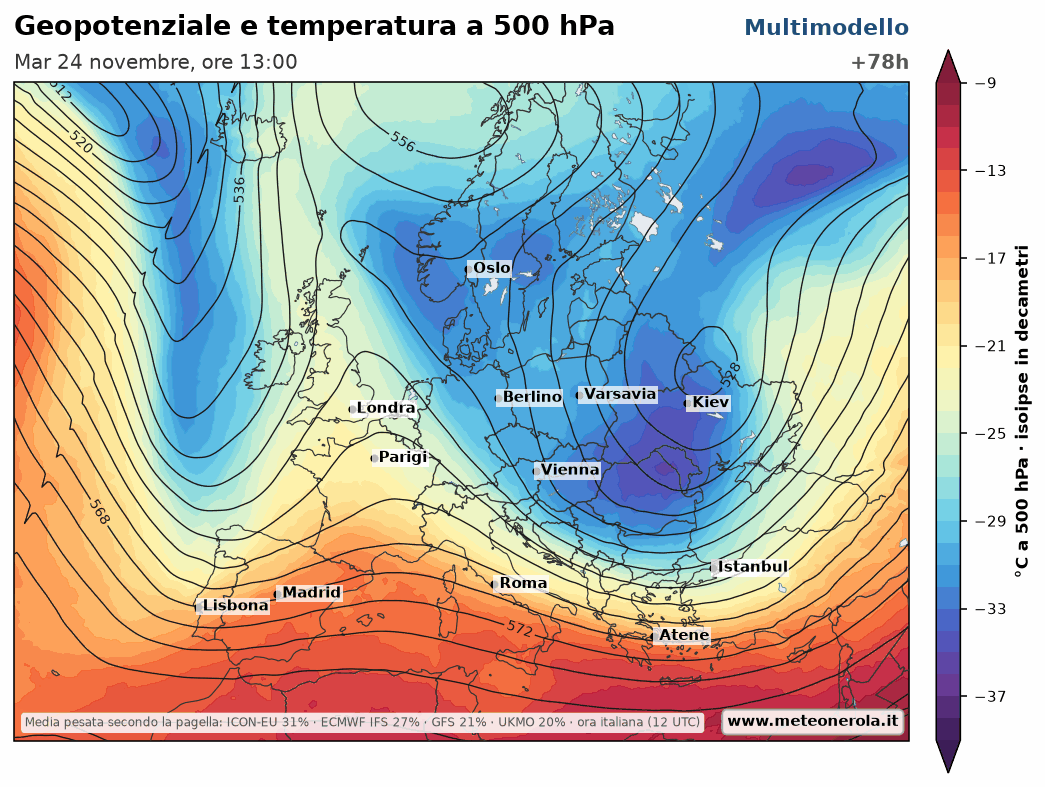 Geopotenziale e temperatura a 500 hPa
Multimodello
Mar 24 novembre, ore 13:00
+78h
512
520
536
556
528
568
572
Oslo
Berlino
Varsavia
Kiev
Londra
Parigi
Vienna
Istanbul
Roma
Madrid
Lisbona
Atene
Media pesata secondo la pagella: ICON-EU 31% · ECMWF IFS 27% · GFS 21% · UKMO 20% · ora italiana (12 UTC)
www.meteonerola.it
−9
−13
−17
−21
−25
−29
−33
−37
°C a 500 hPa · isoipse in decametri